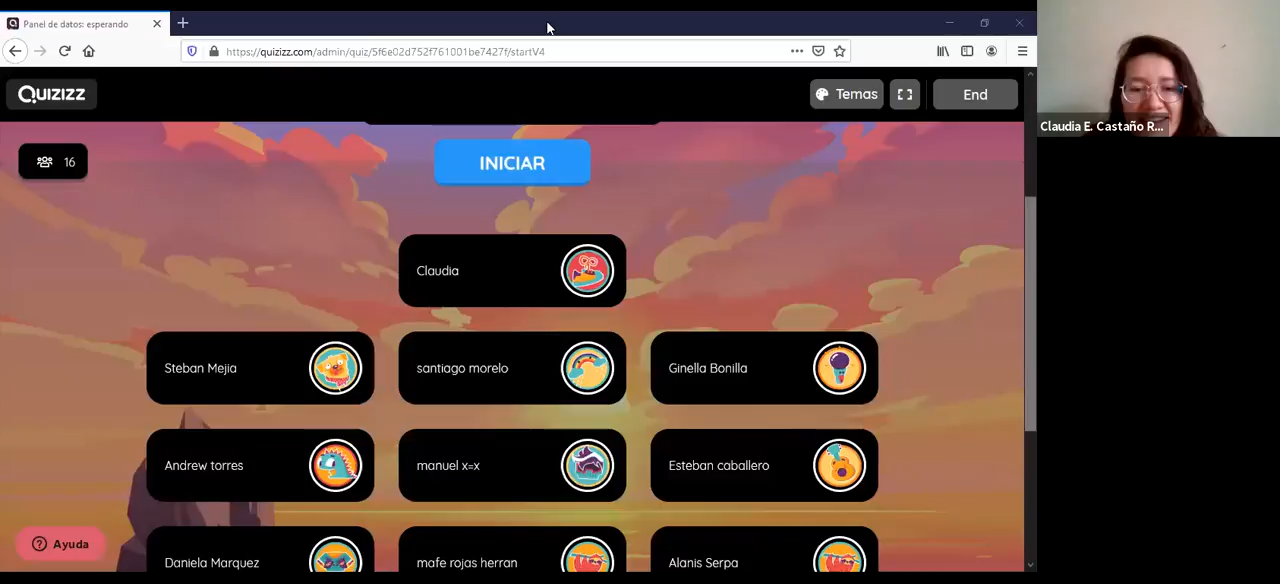 Panel de datos: esperando
https://quizizz.com/admin/quiz/5f6e02d752f761001be7427f/startV4
QUIZIZZ
Temas
End
16
INICIAR
Claudia
Steban Mejia
santiago morelo
Ginella Bonilla
Andrew torres
manuel x=x
Esteban caballero
Daniela Marquez
mafe rojas herran
Alanis Serpa
Ayuda
Claudia E. Castaño R...